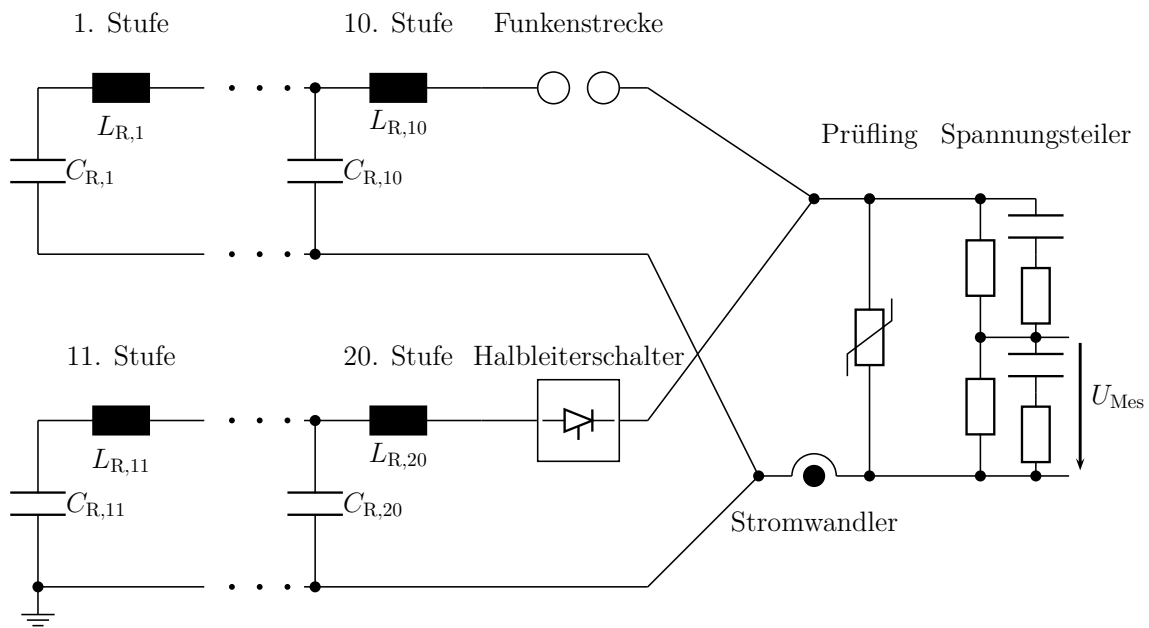 1. Stufe
10. Stufe
Funkenstrecke
L_R,1
L_R,10
C_R,1
C_R,10
Prüfling
Spannungsteiler
11. Stufe
20. Stufe
Halbleiterschalter
L_R,11
L_R,20
C_R,11
C_R,20
U_Mes
Stromwandler